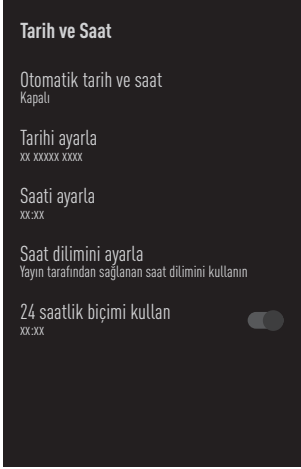 Tarih ve Saat
Otomatik tarih ve saat
Kapalı
Tarihi ayarla
xx xxxxx xxxx
Saati ayarla
xx:xx
Saat dilimini ayarla
Yayın tarafından sağlanan saat dilimini kullanın
24 saatlik biçimi kullan
xx:xx